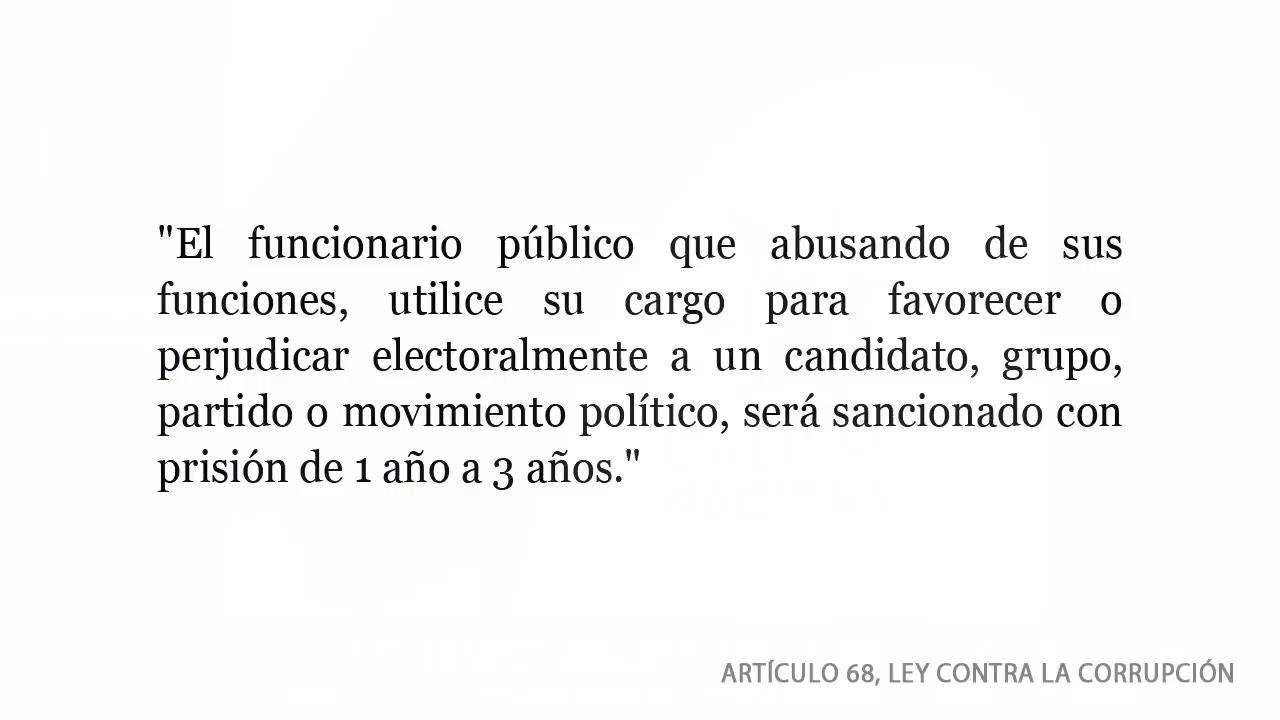 "El funcionario público que abusando de sus
funciones, utilice su cargo para favorecer o
perjudicar electoralmente a un candidato, grupo,
partido o movimiento político, será sancionado con
prisión de 1 año a 3 años."
ARTÍCULO 68, LEY CONTRA LA CORRUPCIÓN